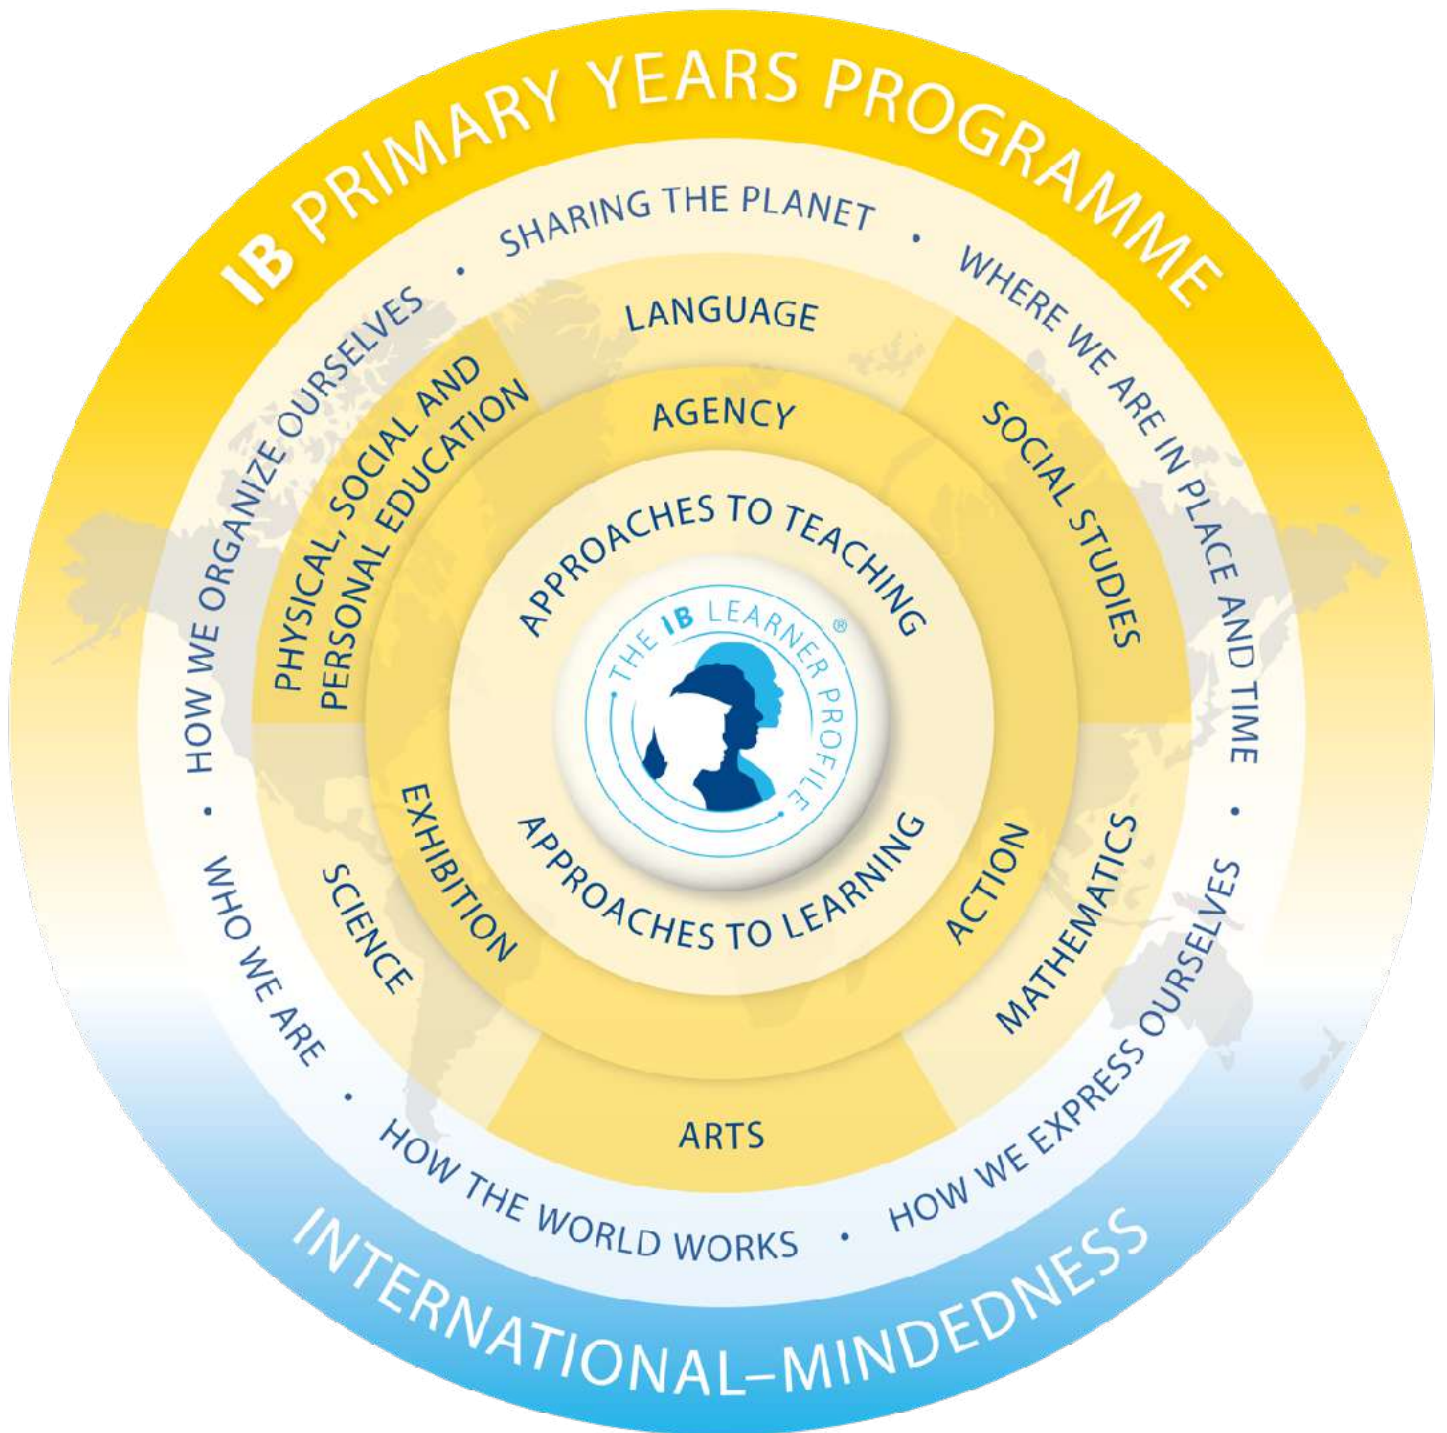 IB PRIMARY YEARS PROGRAMME
SHARING THE PLANET
•
WHERE WE ARE IN PLACE AND TIME
•
HOW WE EXPRESS OURSELVES
•
HOW THE WORLD WORKS
•
WHO WE ARE
•
HOW WE ORGANIZE OURSELVES
•
LANGUAGE
SOCIAL STUDIES
MATHEMATICS
ARTS
SCIENCE
PHYSICAL, SOCIAL AND
PERSONAL EDUCATION
AGENCY
ACTION
EXHIBITION
APPROACHES TO TEACHING
THE IB LEARNER PROFILE ®
APPROACHES TO LEARNING
INTERNATIONAL–MINDEDNESS